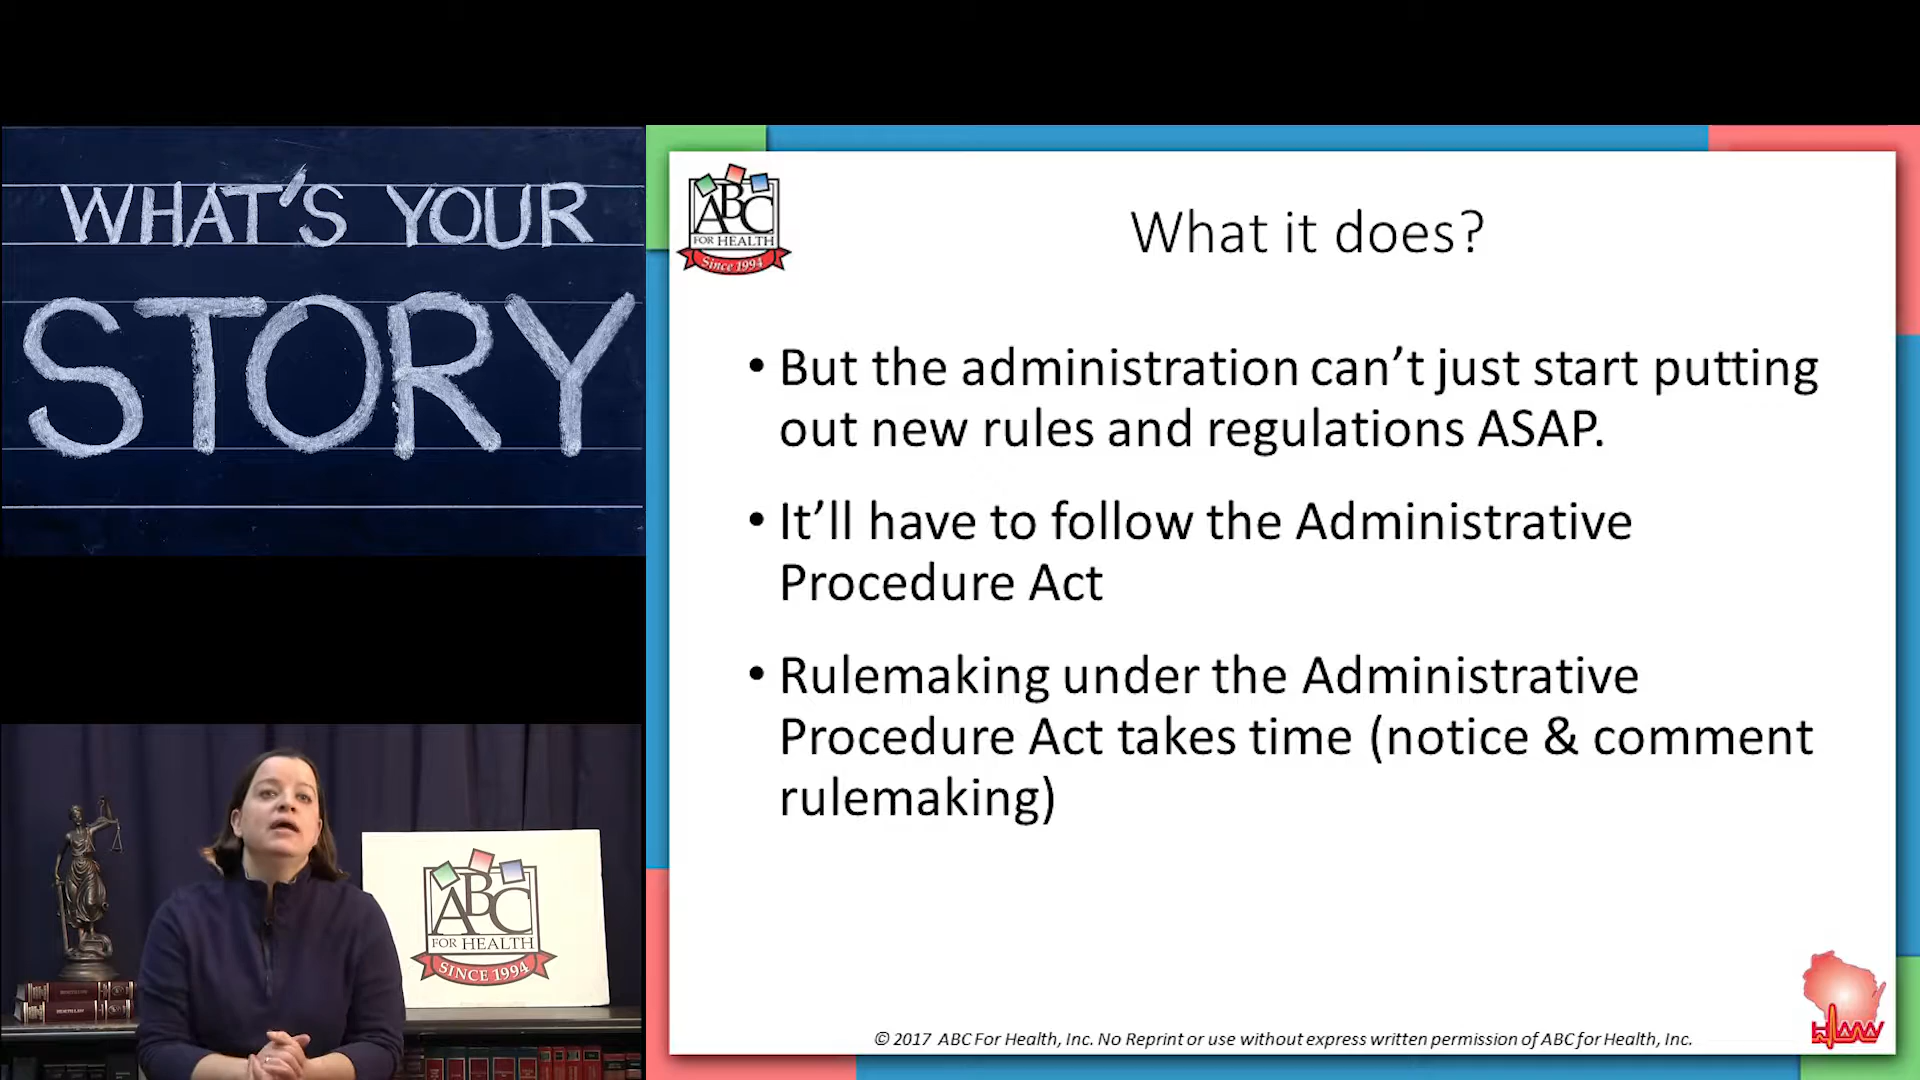 WHAT'S YOUR
STORY
ABC
FOR HEALTH
Since 1994
What it does?
• But the administration can’t just start putting
out new rules and regulations ASAP.
• It’ll have to follow the Administrative
Procedure Act
• Rulemaking under the Administrative
Procedure Act takes time (notice & comment
rulemaking)
ABC
FOR HEALTH
SINCE 1994
© 2017 ABC For Health, Inc. No Reprint or use without express written permission of ABC for Health, Inc.